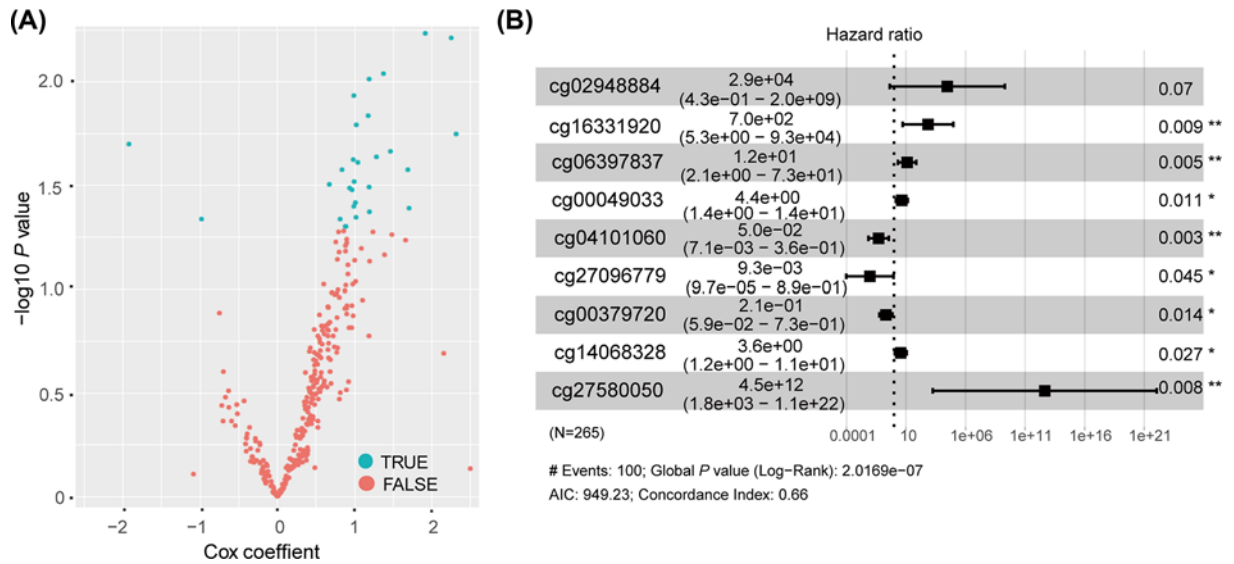 (A)
−log10 P value
2.0
1.5
1.0
0.5
0
−2
−1
0
1
2
Cox coeffient
TRUE
FALSE
(B)
Hazard ratio
cg02948884 2.9e+04 0.07
(4.3e−01 − 2.0e+09)
cg16331920 7.0e+02 0.009 **
(5.3e+00 − 9.3e+04)
cg06397837 1.2e+01 0.005 **
(2.1e+00 − 7.3e+01)
cg00049033 4.4e+00 0.011 *
(1.4e+00 − 1.4e+01)
cg04101060 5.0e−02 0.003 **
(7.1e−03 − 3.6e−01)
cg27096779 9.3e−03 0.045 *
(9.7e−05 − 8.9e−01)
cg00379720 2.1e−01 0.014 *
(5.9e−02 − 7.3e−01)
cg14068328 3.6e+00 0.027 *
(1.2e+00 − 1.1e+01)
cg27580050 4.5e+12 0.008 **
(1.8e+03 − 1.1e+22)
(N=265) 0.0001 10 1e+06 1e+11 1e+16 1e+21
# Events: 100; Global P value (Log−Rank): 2.0169e−07
AIC: 949.23; Concordance Index: 0.66